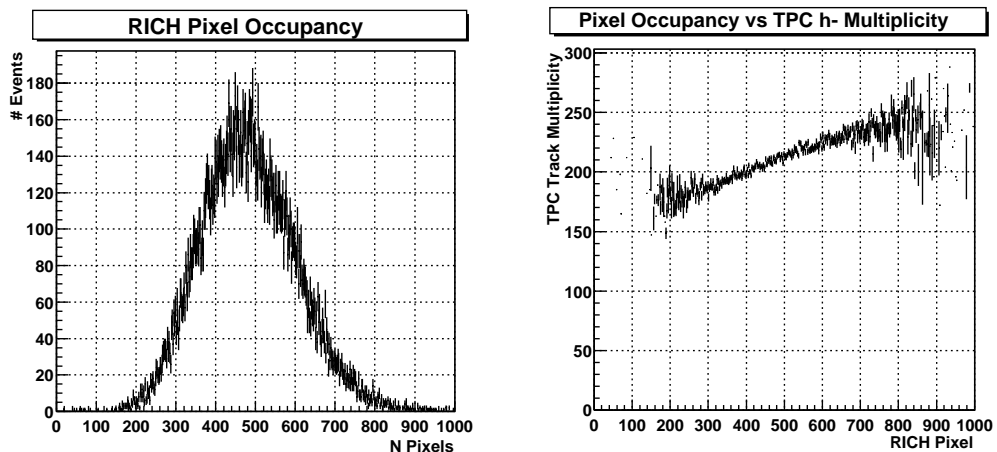 RICH Pixel Occupancy
# Events
180
160
140
120
100
80
60
40
20
0
0 100 200 300 400 500 600 700 800 900 1000
N Pixels
Pixel Occupancy vs TPC h- Multiplicity
TPC Track Multiplicity
300
250
200
150
100
50
0
0 100 200 300 400 500 600 700 800 900 1000
RICH Pixel